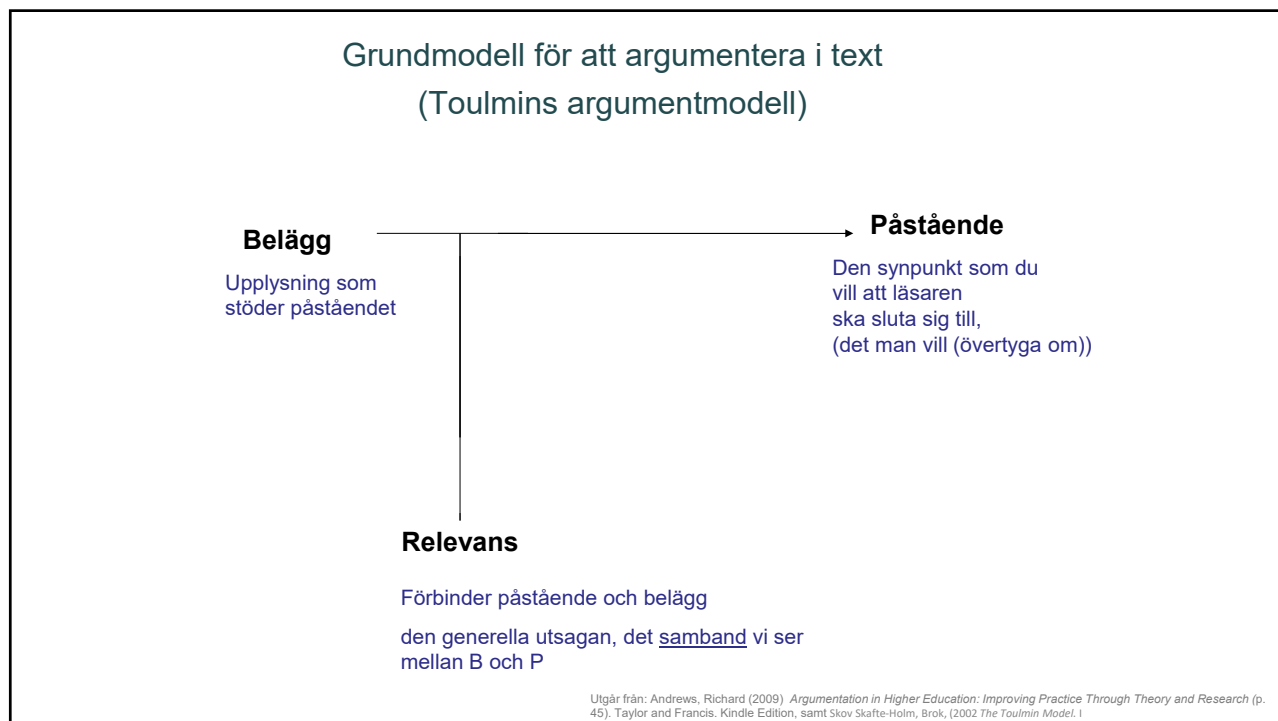 Grundmodell för att argumentera i text
(Toulmins argumentmodell)
Belägg
Upplysning som
stöder påståendet
Påstående
Den synpunkt som du
vill att läsaren
ska sluta sig till,
(det man vill (övertyga om))
Relevans
Förbinder påstående och belägg
den generella utsagan, det samband vi ser
mellan B och P
Utgår från: Andrews, Richard (2009) Argumentation in Higher Education: Improving Practice Through Theory and Research (p.
45). Taylor and Francis. Kindle Edition, samt Skov Skafte-Holm, Brok, (2002 The Toulmin Model. I